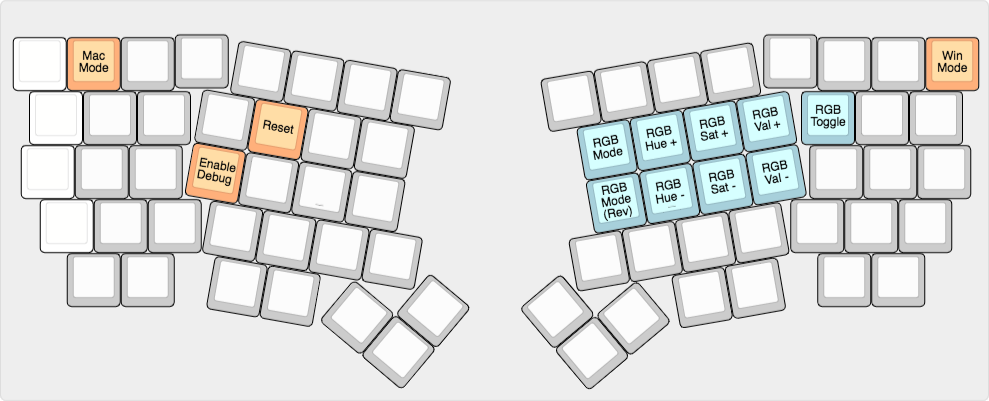 Mac
Mode
Win
Mode
Reset
RGB
Mode
RGB
Hue +
RGB
Sat +
RGB
Val +
RGB
Toggle
Enable
Debug
RGB
Mode
(Rev)
RGB
Hue -
RGB
Sat -
RGB
Val -